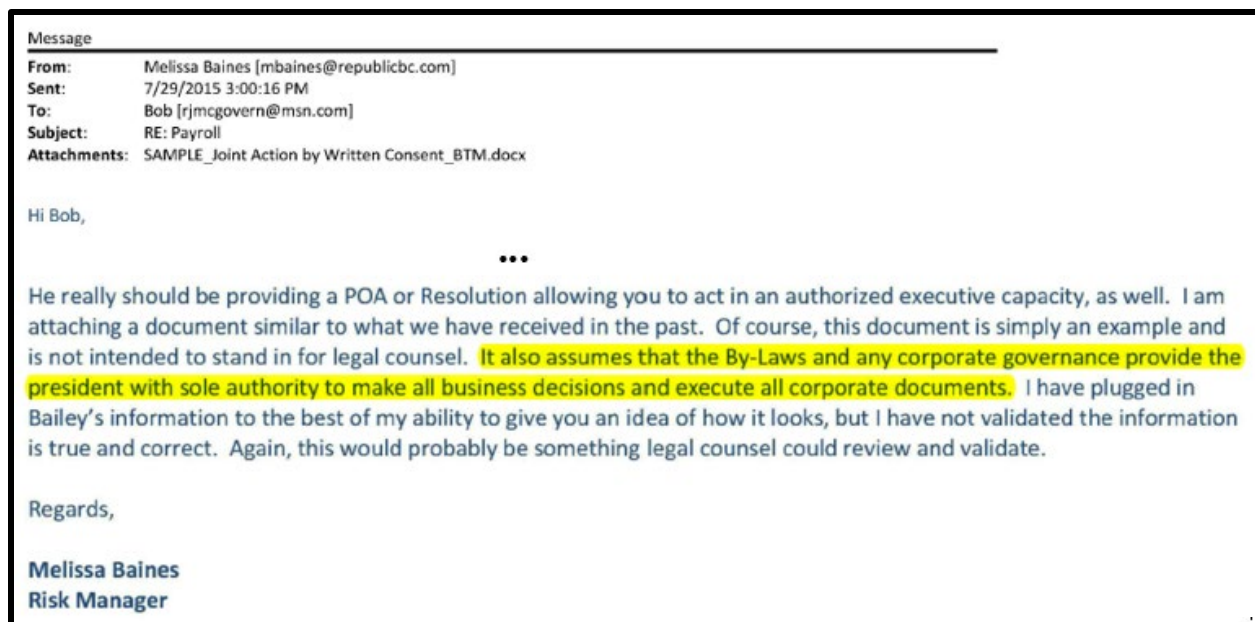 Message
From: Melissa Baines [mbaines@republicbc.com]
Sent: 7/29/2015 3:00:16 PM
To: Bob [rjmcgovern@msn.com]
Subject: RE: Payroll
Attachments: SAMPLE_Joint Action by Written Consent_BTM.docx
Hi Bob,
•••
He really should be providing a POA or Resolution allowing you to act in an authorized executive capacity, as well. I am
attaching a document similar to what we have received in the past. Of course, this document is simply an example and
is not intended to stand in for legal counsel. It also assumes that the By-Laws and any corporate governance provide the
president with sole authority to make all business decisions and execute all corporate documents. I have plugged in
Bailey's information to the best of my ability to give you an idea of how it looks, but I have not validated the information
is true and correct. Again, this would probably be something legal counsel could review and validate.
Regards,
Melissa Baines
Risk Manager